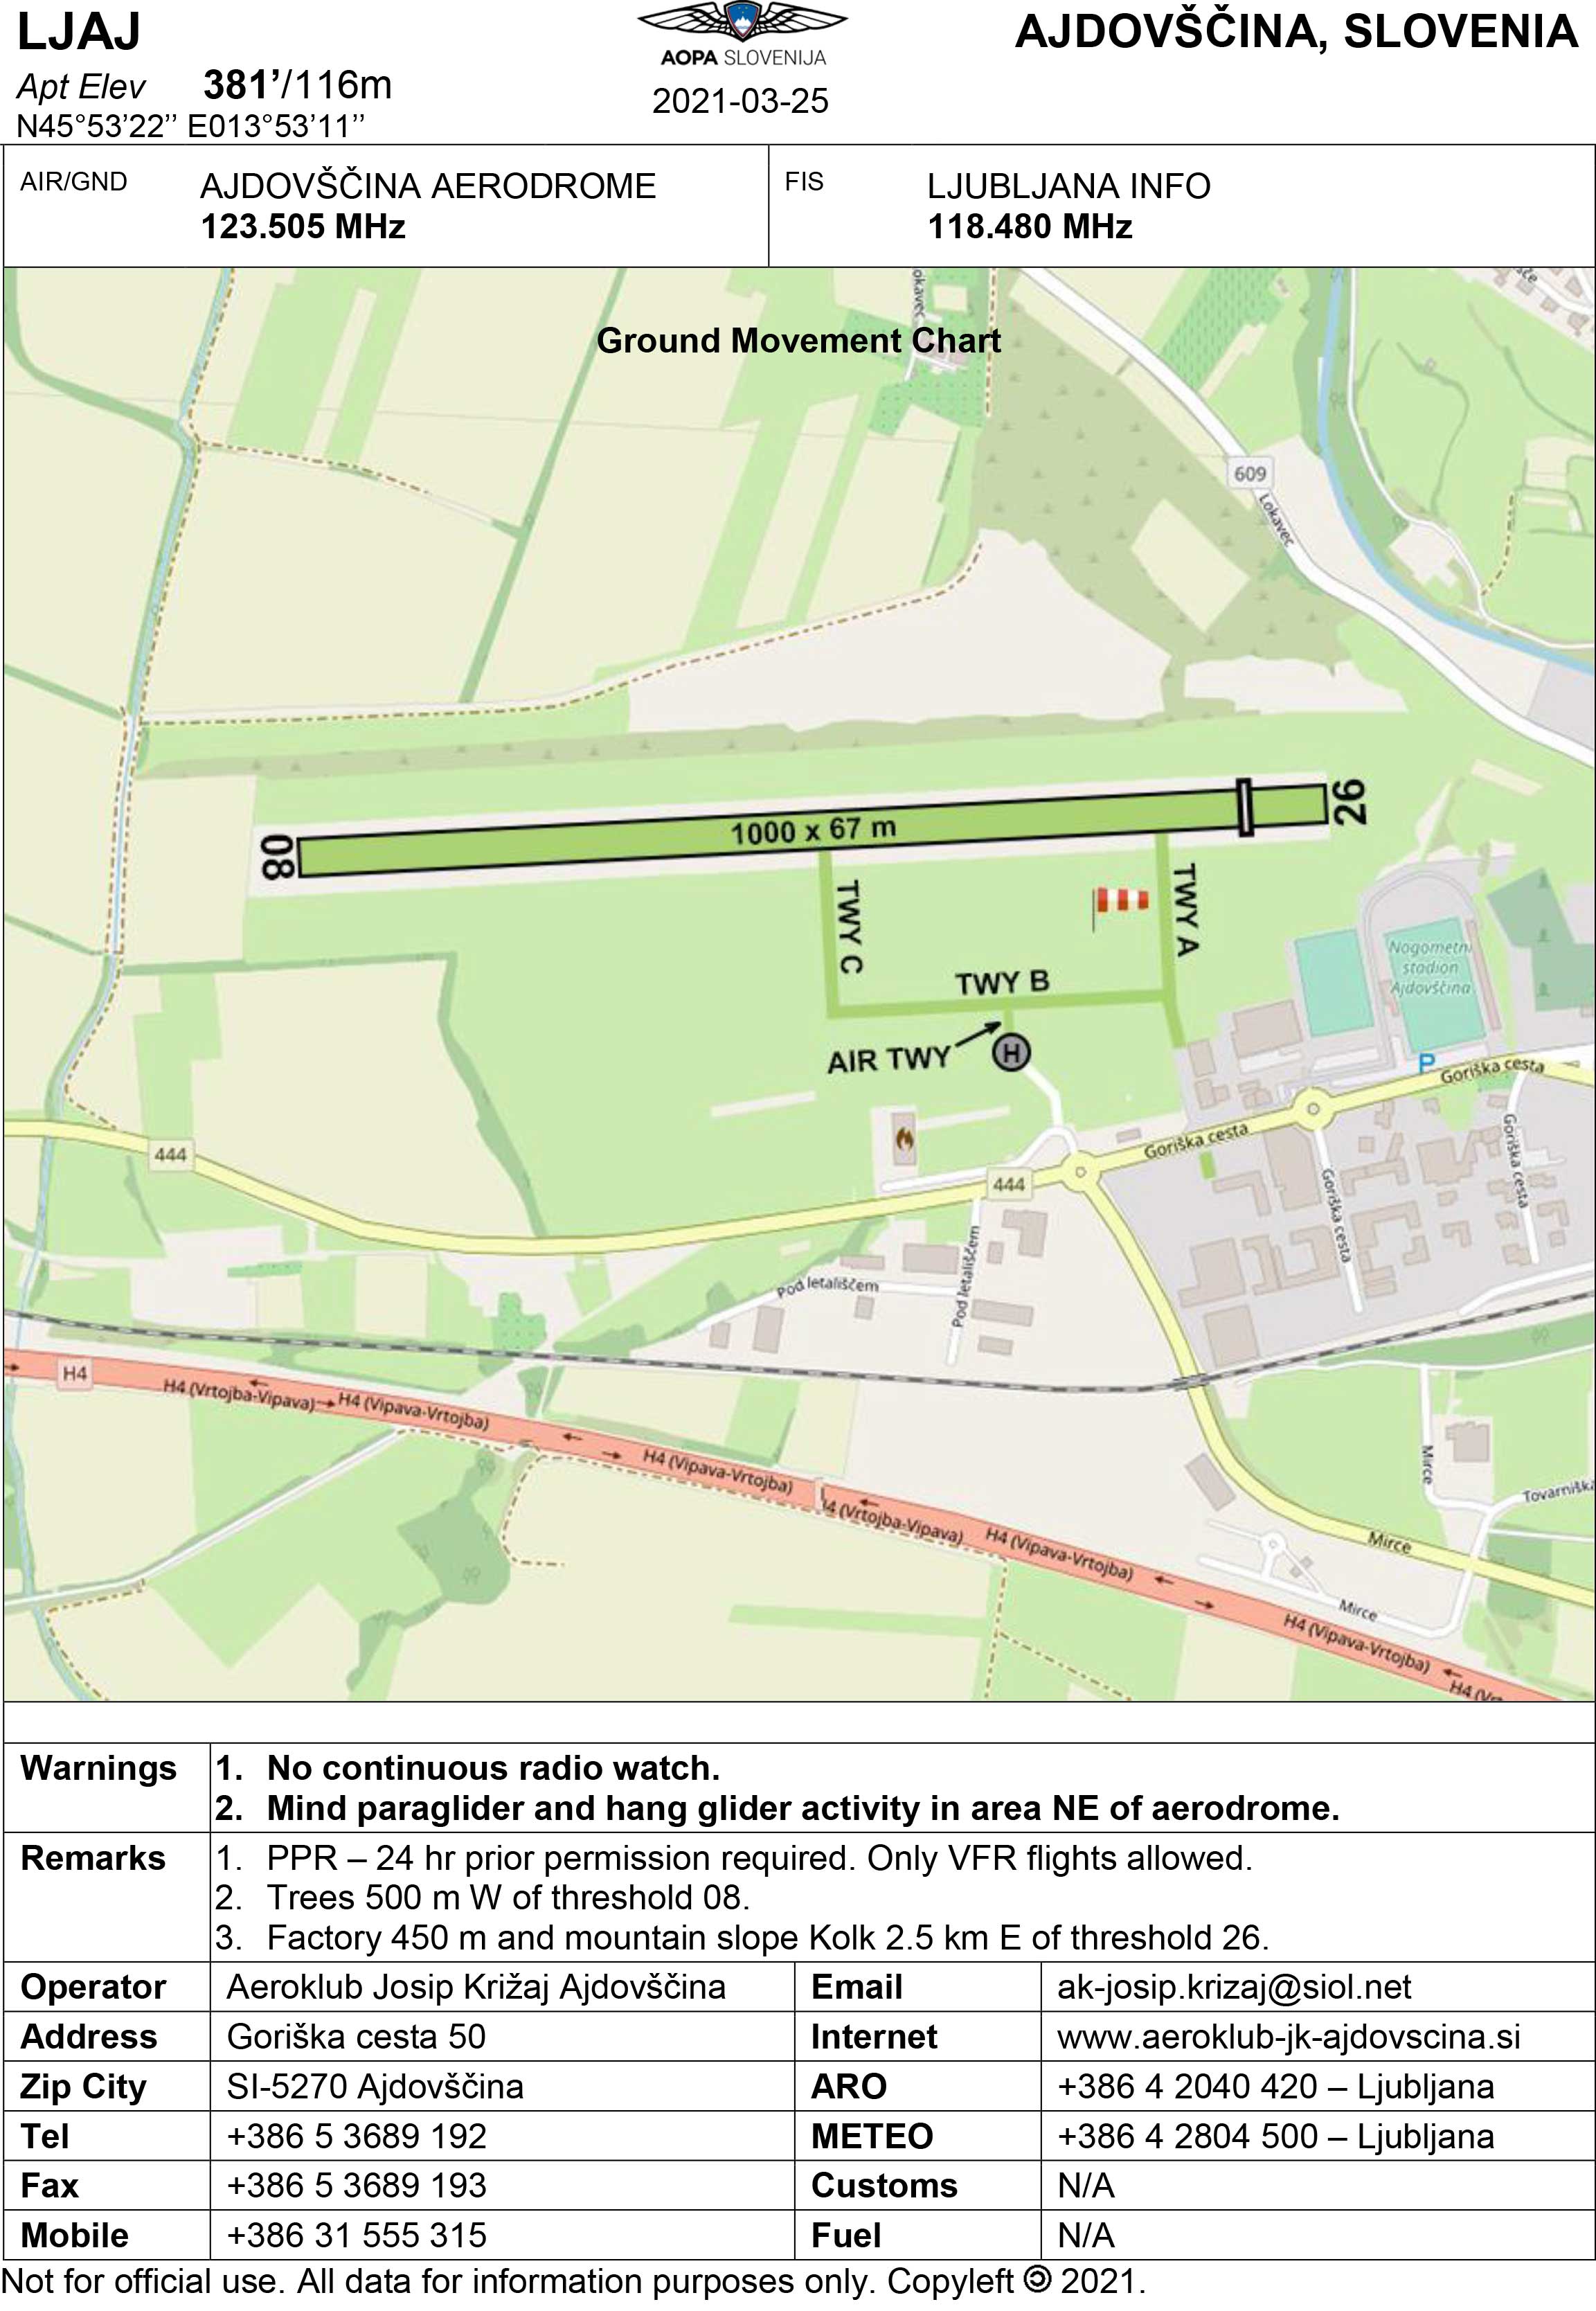 LJAJ
AOPA SLOVENIJA
AJDOVŠČINA, SLOVENIA
Apt Elev 381’/116m
2021-03-25
N45°53’22’’ E013°53’11’’
AIR/GND AJDOVŠČINA AERODROME
123.505 MHz
FIS LJUBLJANA INFO
118.480 MHz
Ground Movement Chart
609
Lokavec
08
1000 x 67 m
26
TWY C
TWY A
TWY B
AIR TWY
H
Nogometni
stadion
Ajdovščina
P
Goriška cesta
Goriška cesta
Goriška cesta
Goriška cesta
444
444
Pod letališčem
Pod letališčem
H4
H4 (Vrtojba-Vipava)
H4 (Vipava-Vrtojba)
H4 (Vipava-Vrtojba)
H4 (Vrtojba-Vipava)
H4 (Vipava-Vrtojba)
H4 (Vipava-Vrtojba)
Mirce
Mirce
Mirce
Warnings
1. No continuous radio watch.
2. Mind paraglider and hang glider activity in area NE of aerodrome.
Remarks
1. PPR – 24 hr prior permission required. Only VFR flights allowed.
2. Trees 500 m W of threshold 08.
3. Factory 450 m and mountain slope Kolk 2.5 km E of threshold 26.
Operator Aeroklub Josip Križaj Ajdovščina Email ak-josip.krizaj@siol.net
Address Goriška cesta 50 Internet www.aeroklub-jk-ajdovscina.si
Zip City SI-5270 Ajdovščina ARO +386 4 2040 420 – Ljubljana
Tel +386 5 3689 192 METEO +386 4 2804 500 – Ljubljana
Fax +386 5 3689 193 Customs N/A
Mobile +386 31 555 315 Fuel N/A
Not for official use. All data for information purposes only. Copyleft 🄯 2021.